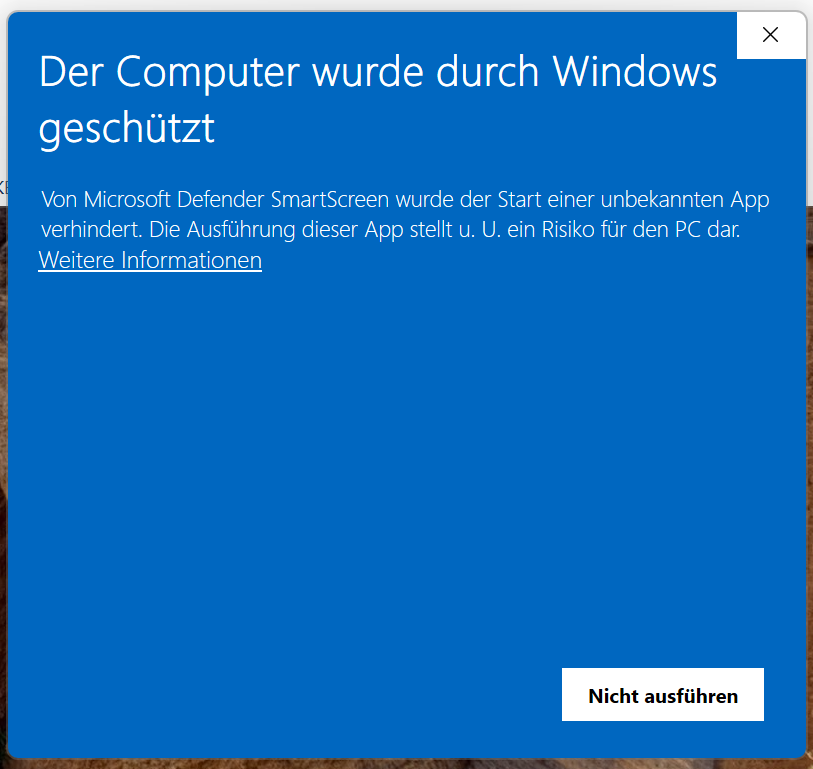 Der Computer wurde durch Windows
geschützt
Von Microsoft Defender SmartScreen wurde der Start einer unbekannten App
verhindert. Die Ausführung dieser App stellt u. U. ein Risiko für den PC dar.
Weitere Informationen
Nicht ausführen